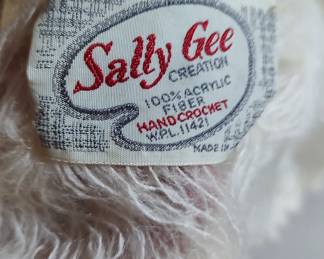 Sally Gee
CREATION
100% ACRYLIC
FIBER
HAND CROCHET
W.P.L. 11421
MADE IN